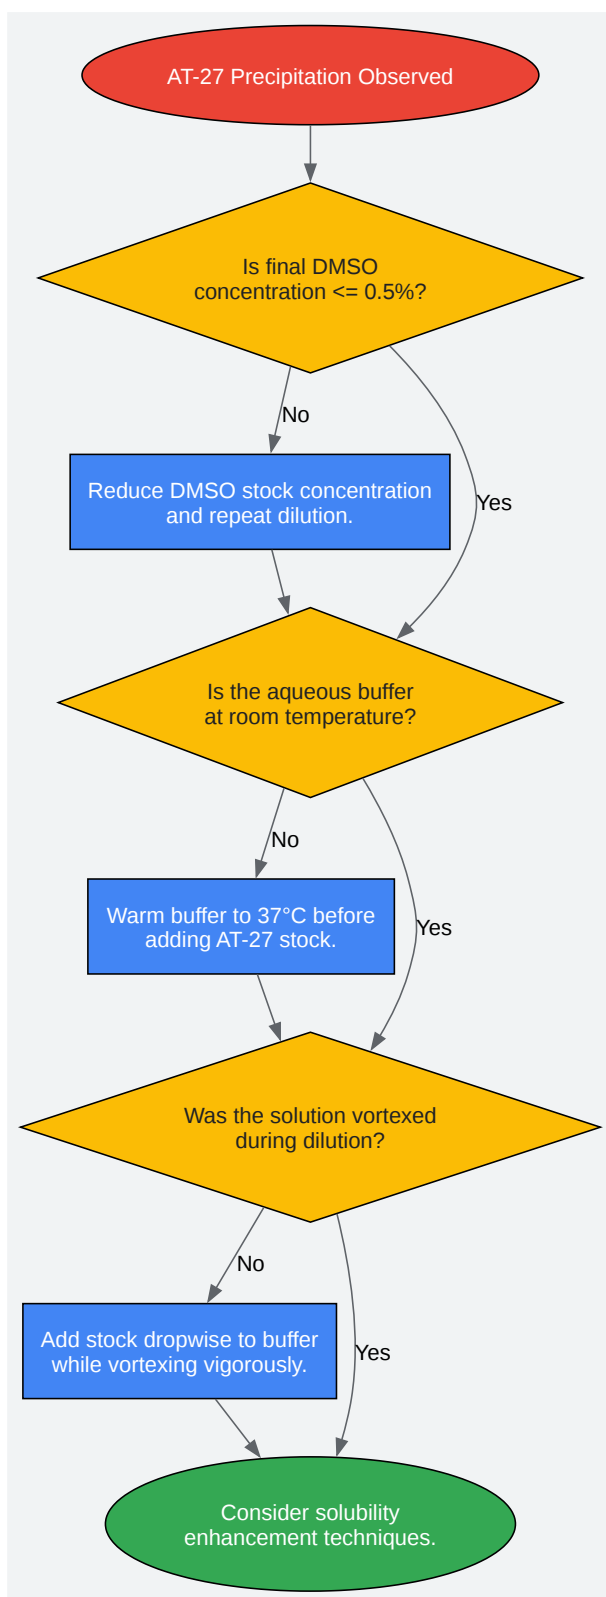 AT-27 Precipitation Observed
Is final DMSO
concentration <= 0.5%?
No
Yes
Reduce DMSO stock concentration
and repeat dilution.
Is the aqueous buffer
at room temperature?
No
Yes
Warm buffer to 37°C before
adding AT-27 stock.
Was the solution vortexed
during dilution?
No
Yes
Add stock dropwise to buffer
while vortexing vigorously.
Consider solubility
enhancement techniques.